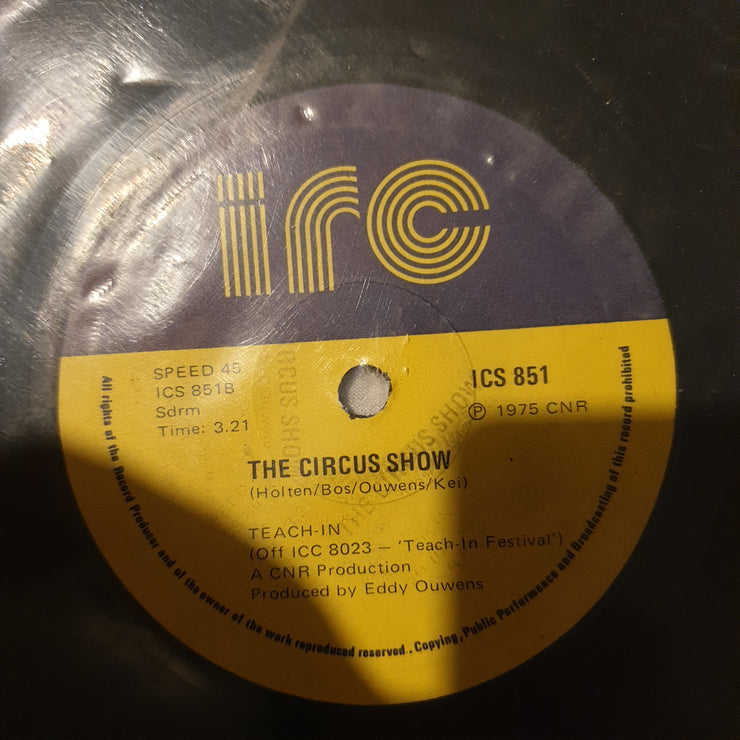 irc
SPEED 45
ICS 851B
Sdrm
Time: 3.21
ICS 851
Ⓟ 1975 CNR
THE CIRCUS SHOW
(Holten/Bos/Ouwens/Kei)
TEACH-IN
(Off ICC 8023 — 'Teach-In Festival')
A CNR Production
Produced by Eddy Ouwens
All rights of the Record Producer and of the owner of the work reproduced reserved. Copying, Public Performance and Broadcasting of this record prohibited